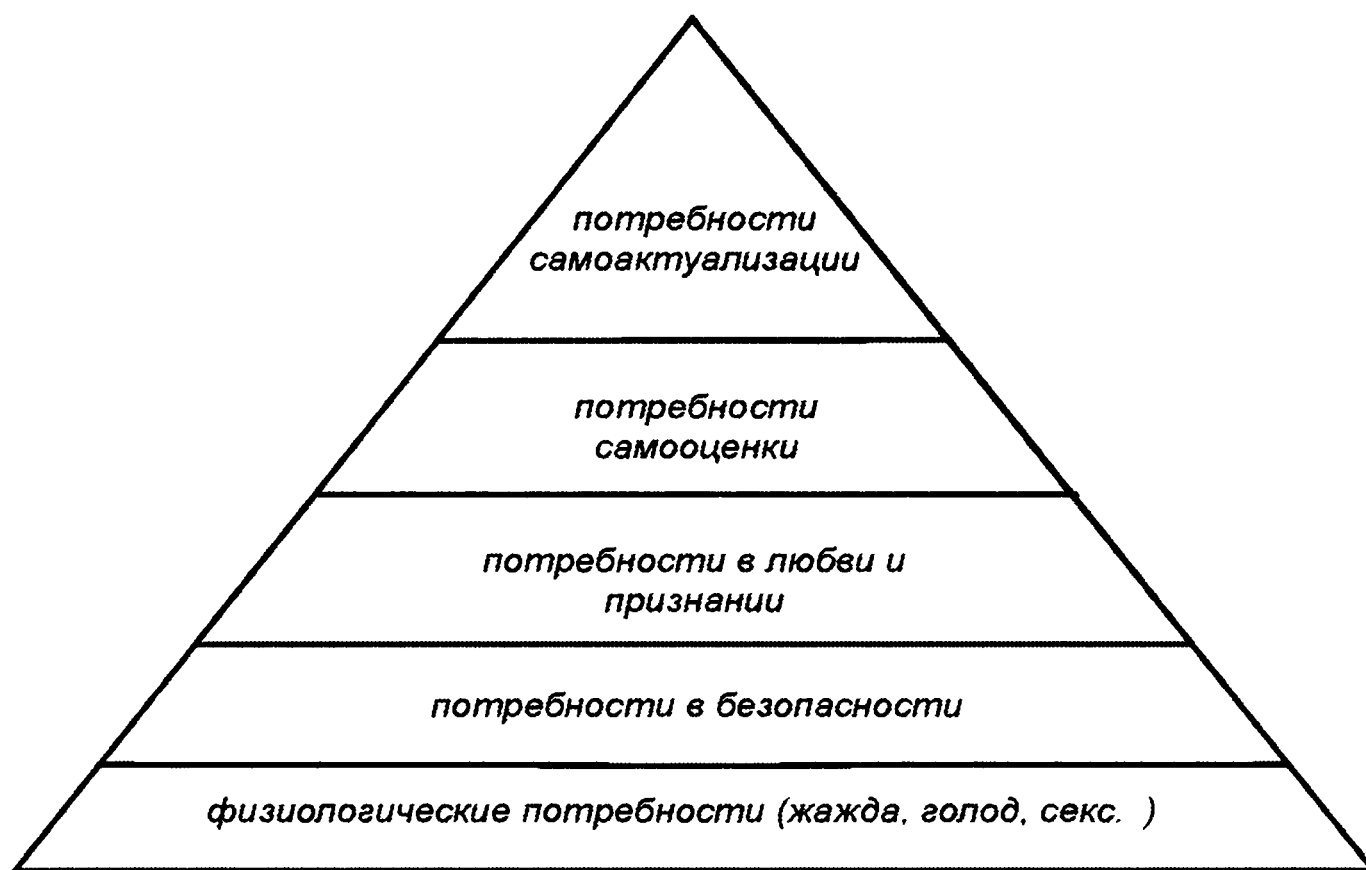 потребности
самоактуализации
потребности
самооценки
потребности в любви и
признании
потребности в безопасности
физиологические потребности (жажда, голод, секс. )